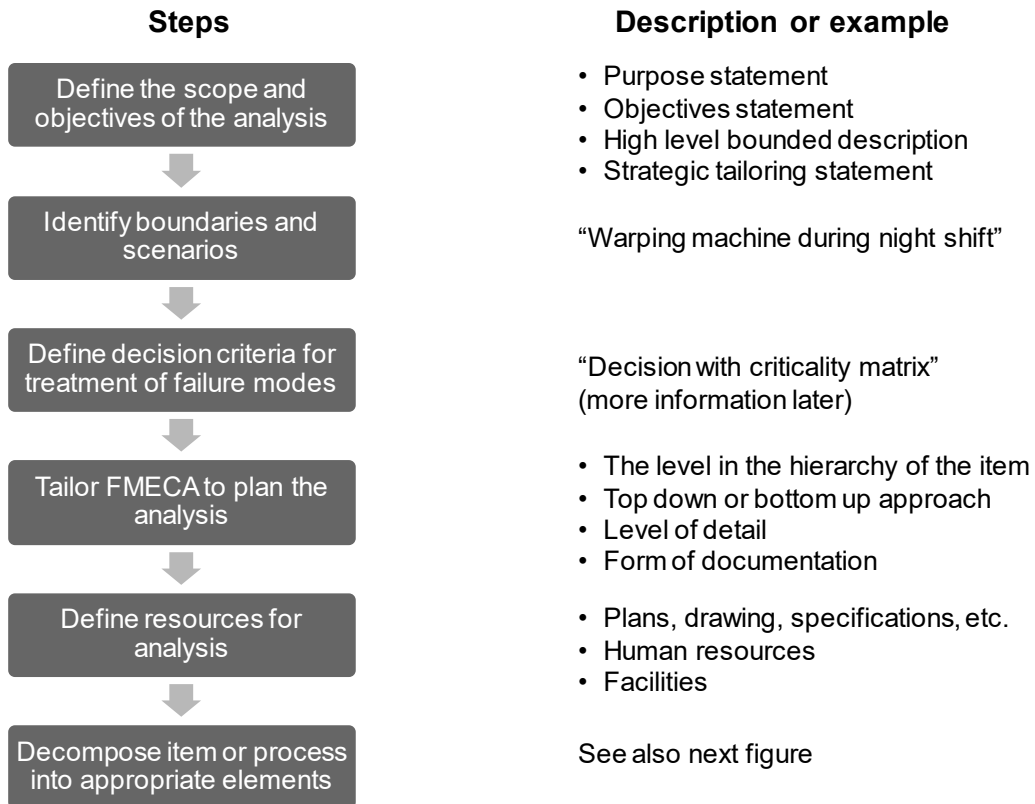 Steps
Description or example
Define the scope and
objectives of the analysis
• Purpose statement
• Objectives statement
• High level bounded description
• Strategic tailoring statement
Identify boundaries and
scenarios
“Warping machine during night shift”
Define decision criteria for
treatment of failure modes
“Decision with criticality matrix”
(more information later)
Tailor FMECA to plan the
analysis
• The level in the hierarchy of the item
• Top down or bottom up approach
• Level of detail
• Form of documentation
Define resources for
analysis
• Plans, drawing, specifications, etc.
• Human resources
• Facilities
Decompose item or process
into appropriate elements
See also next figure